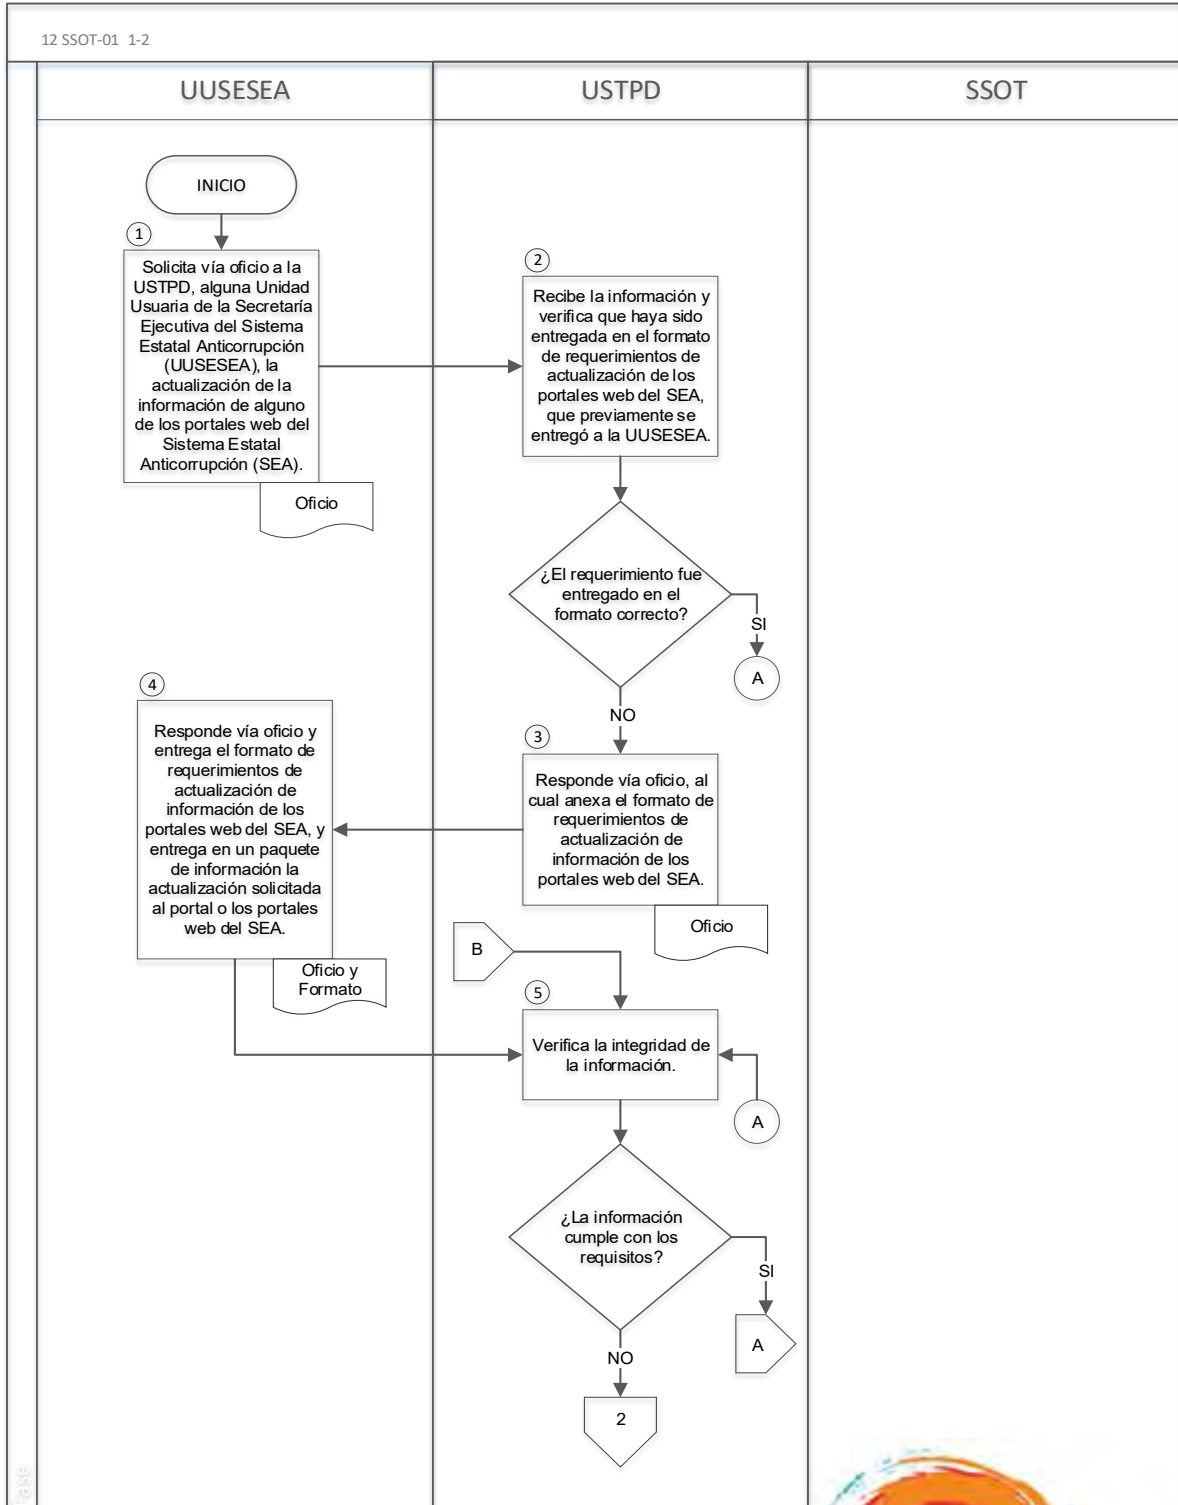 12 SSOT-01 1-2
UUSESEA
USTPD
SSOT
INICIO
1
Solicita vía oficio a la
USTPD, alguna Unidad
Usuaria de la Secretaría
Ejecutiva del Sistema
Estatal Anticorrupción
(UUSESEA), la
actualización de la
información de alguno
de los portales web del
Sistema Estatal
Anticorrupción (SEA).
Oficio
2
Recibe la información y
verifica que haya sido
entregada en el formato
de requerimientos de
actualización de los
portales web del SEA,
que previamente se
entregó a la UUSESEA.
¿El requerimiento fue
entregado en el
formato correcto?
SI
A
NO
3
Responde vía oficio, al
cual anexa el formato de
requerimientos de
actualización de
información de los
portales web del SEA.
Oficio
4
Responde vía oficio y
entrega el formato de
requerimientos de
actualización de
información de los
portales web del SEA, y
entrega en un paquete
de información la
actualización solicitada
al portal o los portales
web del SEA.
Oficio y
Formato
B
5
Verifica la integridad de
la información.
A
¿La información
cumple con los
requisitos?
SI
A
NO
2
Fase